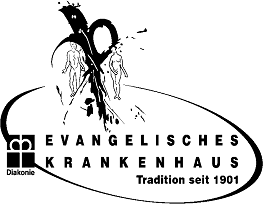 EVANGELISCHES
KRANKENHAUS
Diakonie
Tradition seit 1901